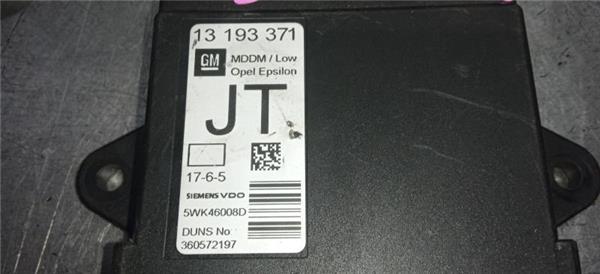 13 193 371
GM
MDDM / Low
Opel Epsilon
JT
17-6-5
SIEMENS VDO
5WK46008D
DUNS No
360572197